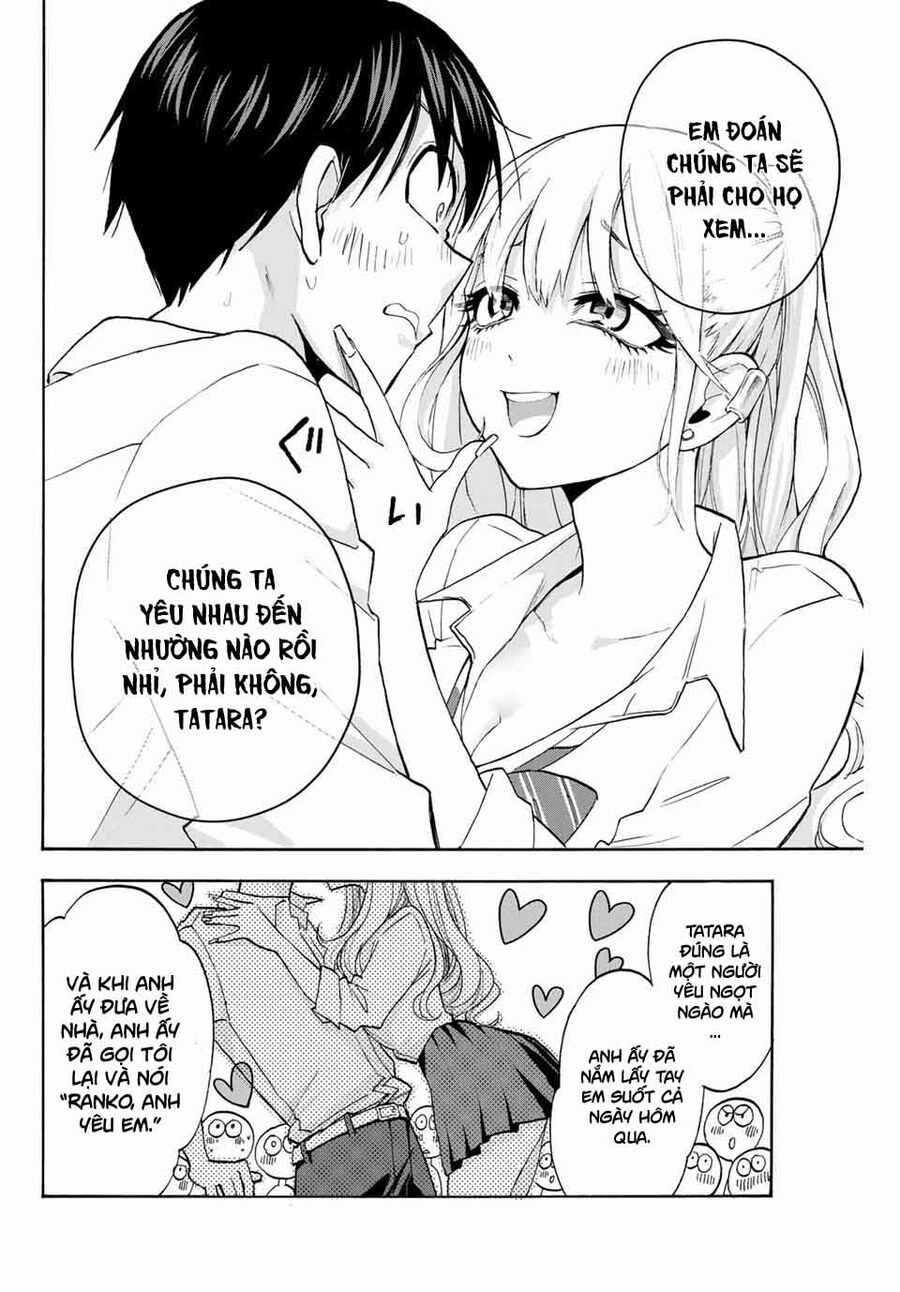 EM ĐOÁN
CHÚNG TA SẼ
PHẢI CHO HỌ
XEM...
ぐ"
い
CHÚNG TA
YÊU NHAU ĐẾN
NHƯỜNG NÀO RỒI
NHỈ, PHẢI KHÔNG,
TATARA?
TATARA
ĐÚNG LÀ
MỘT NGƯỜI
YÊU NGỌT
NGÀO MÀ
...
ANH ẤY ĐÃ
NẮM LẤY TAY
EM SUỐT CẢ
NGÀY HÔM
QUA.
VÀ KHI ANH
ẤY ĐƯA VỀ
NHÀ, ANH ẤY
ĐÃ GỌI TÔI
LẠI VÀ NÓI
“RANKO, ANH
YÊU EM.”